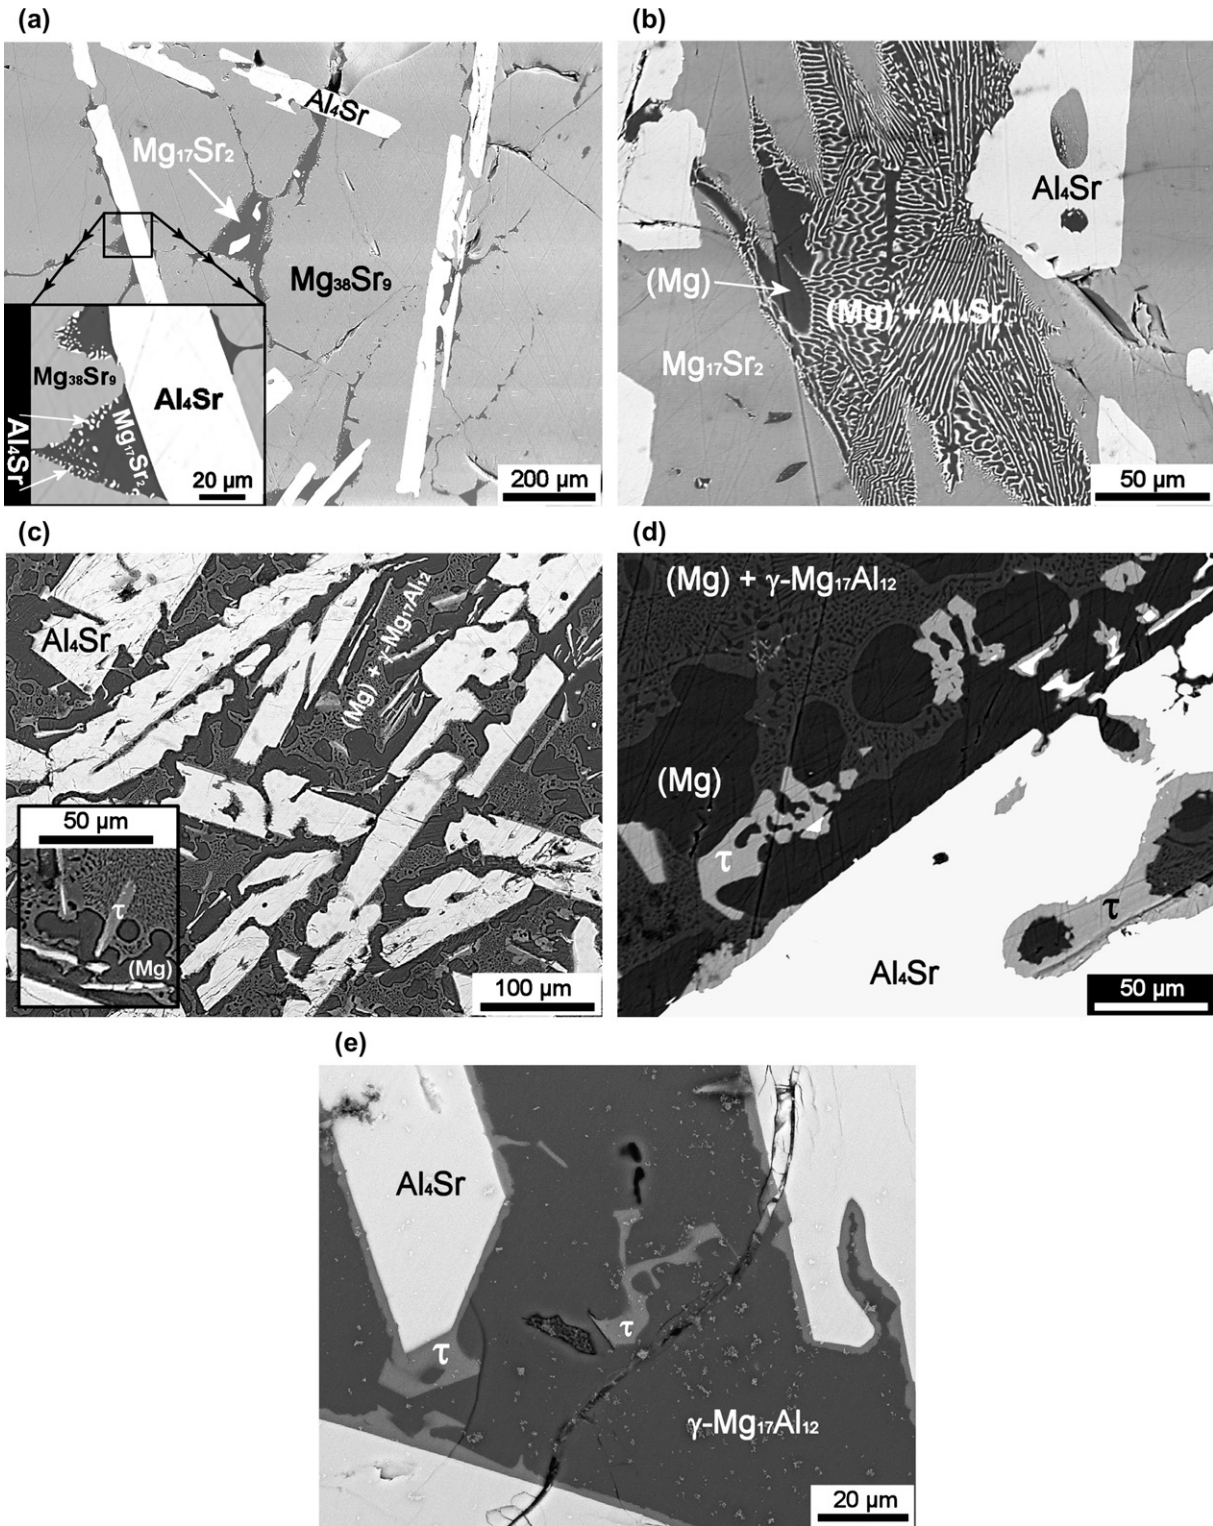 (a)
Al₄Sr
Mg₁₇Sr₂
Mg₃₈Sr₉
Mg₃₈Sr₉
Al₄Sr
Mg₁₇Sr₂
Al₄Sr
20 µm
200 µm
(b)
Al₄Sr
(Mg)
(Mg) + Al₄Sr
Mg₁₇Sr₂
50 µm
(c)
Al₄Sr
(Mg) + γ-Mg₁₇Al₁₂
50 µm
τ
(Mg)
100 µm
(d)
(Mg) + γ-Mg₁₇Al₁₂
(Mg)
τ
τ
Al₄Sr
50 µm
(e)
Al₄Sr
τ
τ
γ-Mg₁₇Al₁₂
20 µm